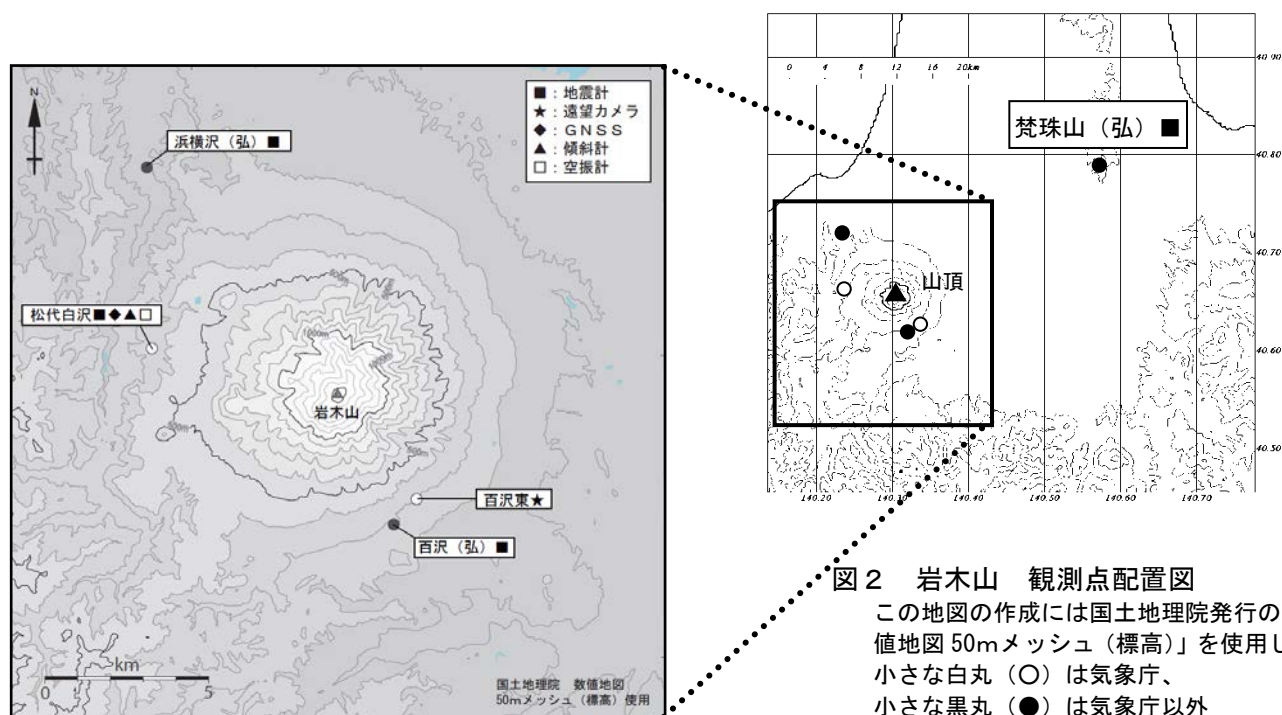 N
■：地震計
★：遠望カメラ
◆：ＧＮＳＳ
▲：傾斜計
□：空振計
浜横沢（弘）■
松代白沢■◆▲□
岩木山
百沢東★
百沢（弘）■
km
0 5
国土地理院 数値地図
50mメッシュ（標高）使用
0 4 8 12 16 20km
梵珠山（弘）■
山頂
40.90
40.80
40.70
40.60
40.50
140.20 140.30 140.40 140.50 140.60 140.70
図２ 岩木山 観測点配置図
この地図の作成には国土地理院発行の
値地図 50mメッシュ（標高）」を使用し
小さな白丸（○）は気象庁、
小さな黒丸（●）は気象庁以外